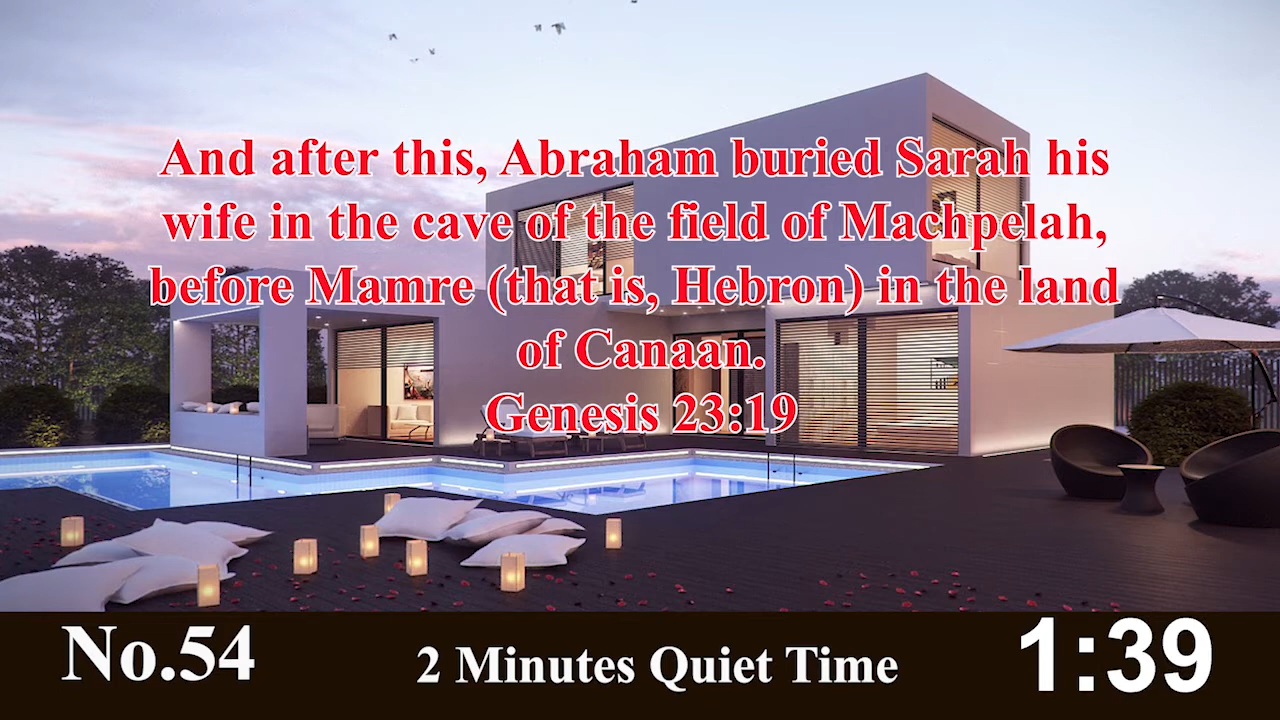 And after this, Abraham buried Sarah his
wife in the cave of the field of Machpelah,
before Mamre (that is, Hebron) in the land
of Canaan.
Genesis 23:19
No.54
2 Minutes Quiet Time
1:39